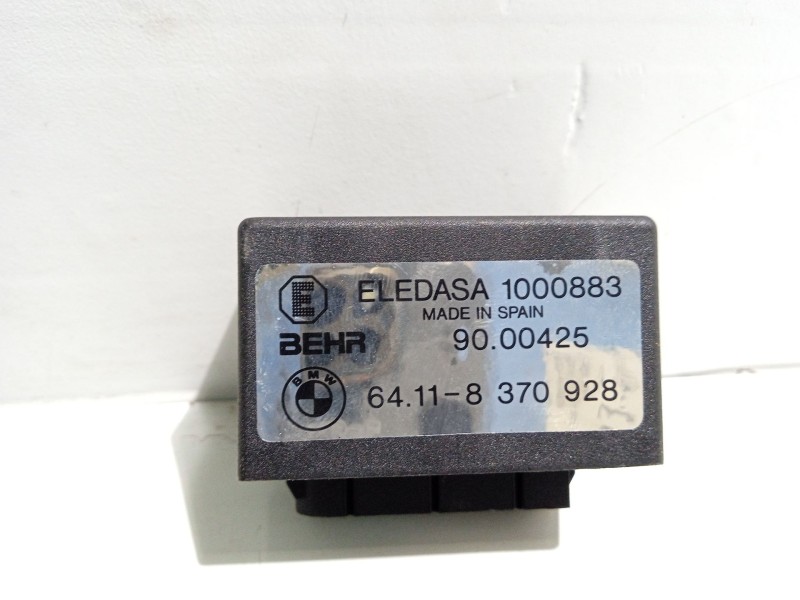 E ELEDASA 1000883
MADE IN SPAIN
BEHR 90.00425
BMW 64.11-8 370 928